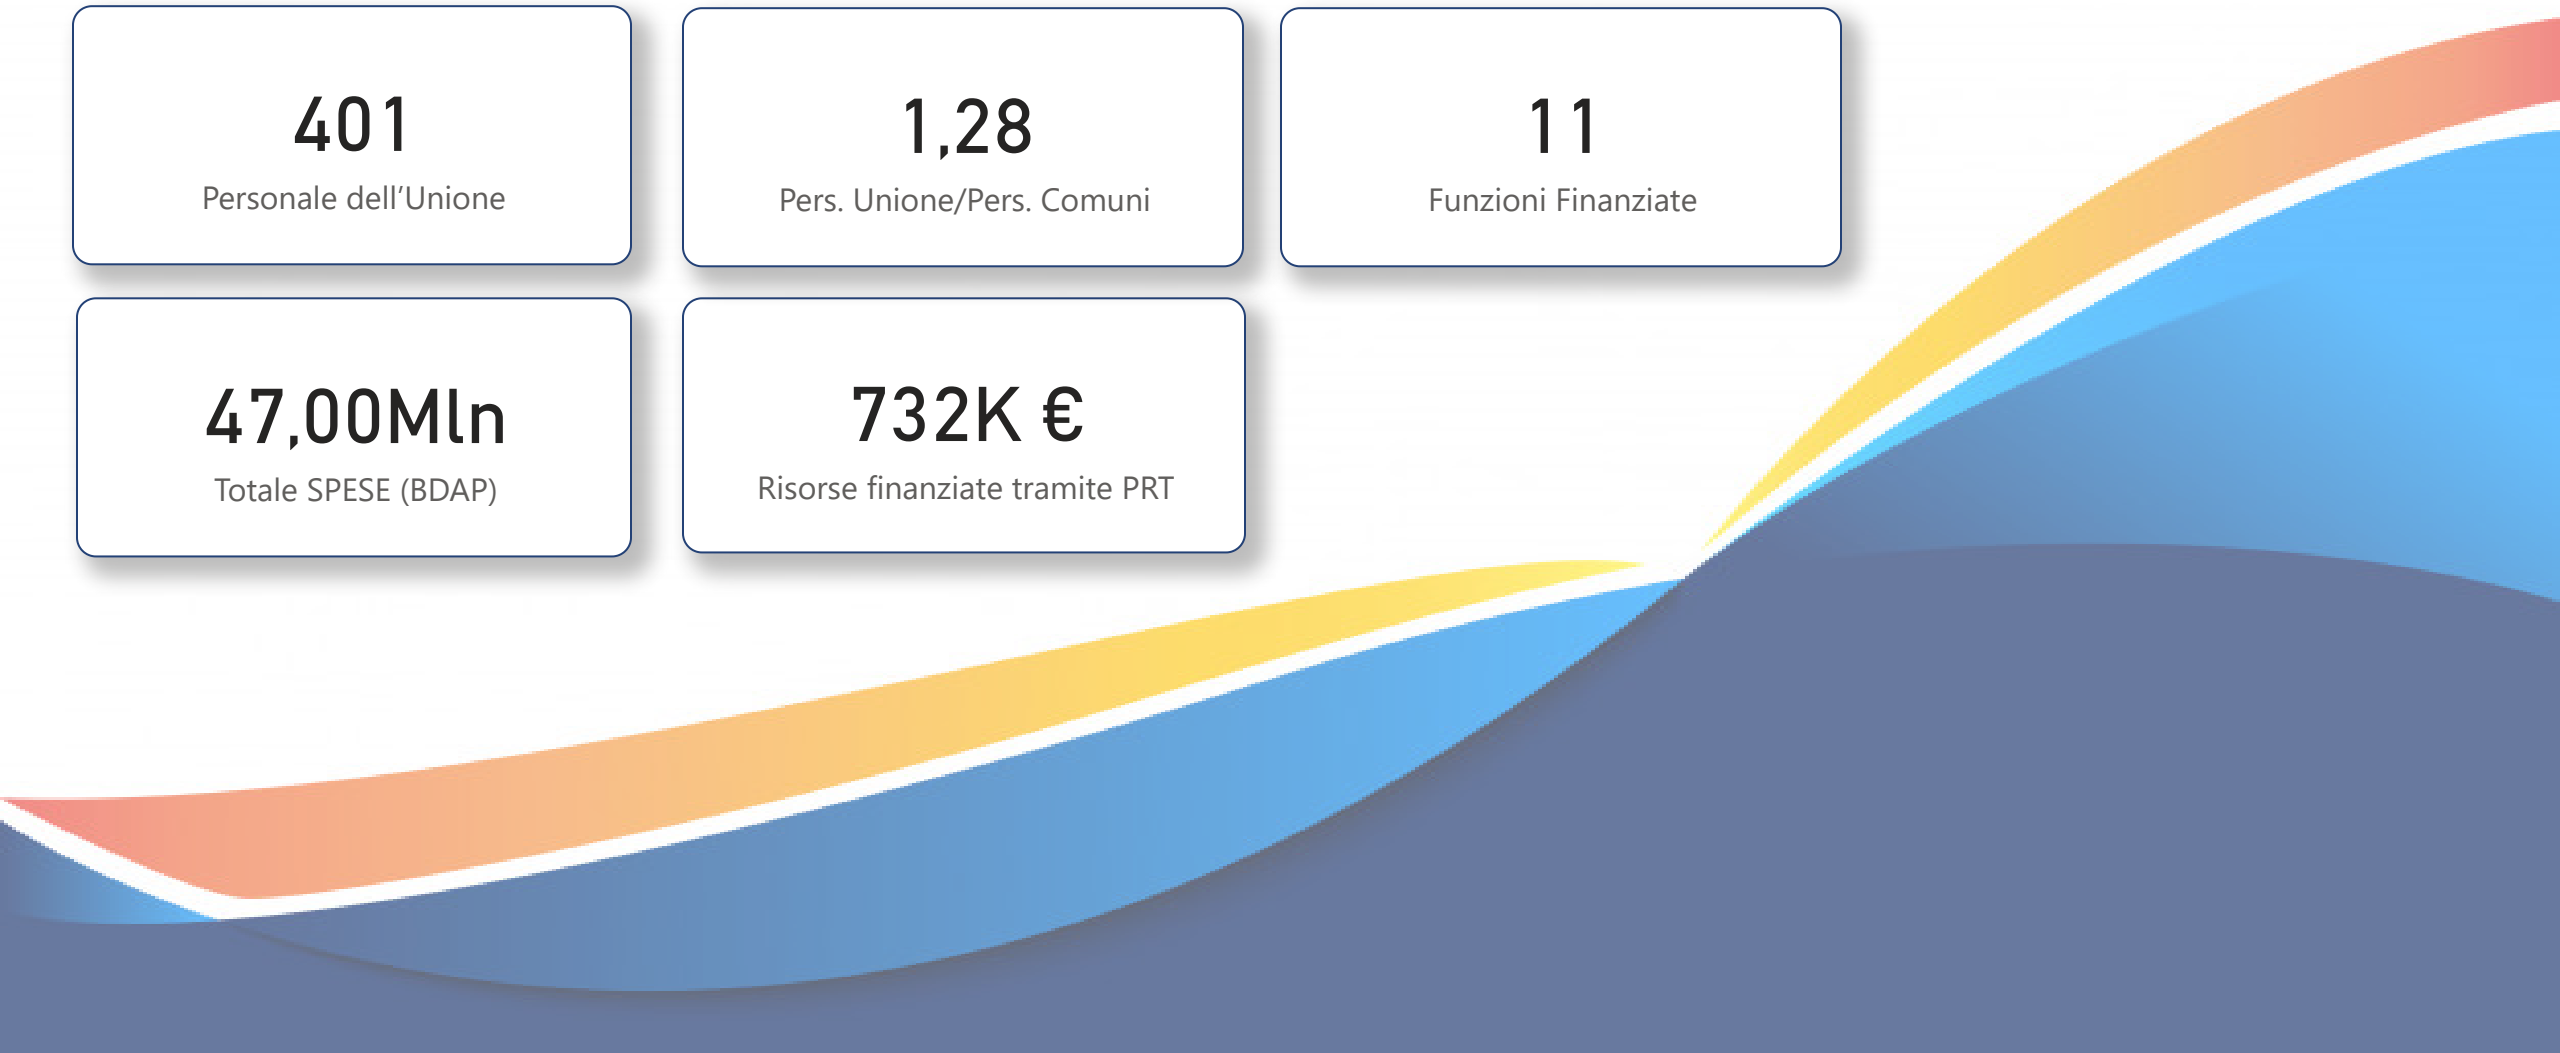 401
Personale dell’Unione
1,28
Pers. Unione/Pers. Comuni
11
Funzioni Finanziate
47,00Mln
Totale SPESE (BDAP)
732K €
Risorse finanziate tramite PRT